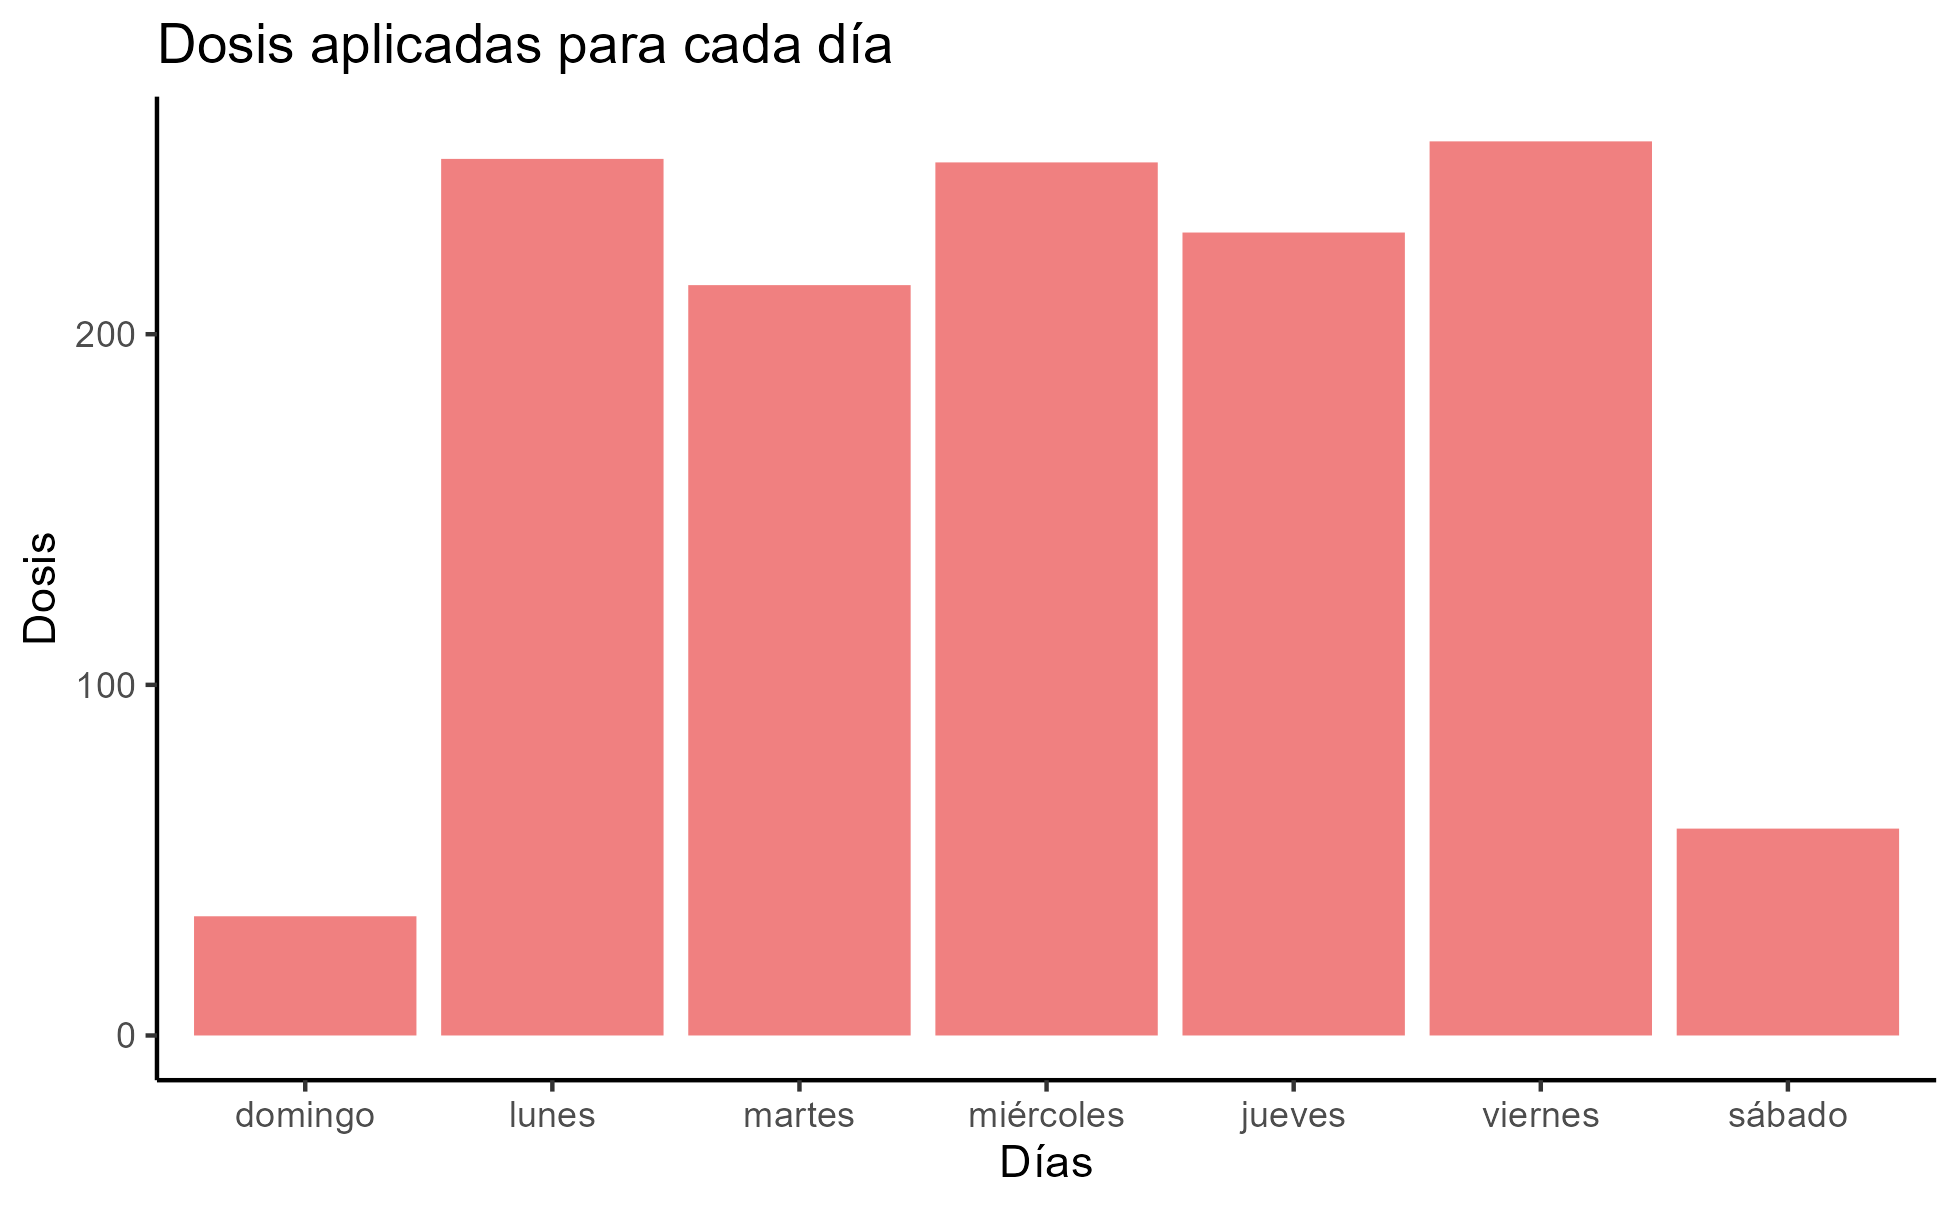 Dosis aplicadas para cada día
Dosis
200
100
0
domingo lunes martes miércoles jueves viernes sábado
Días